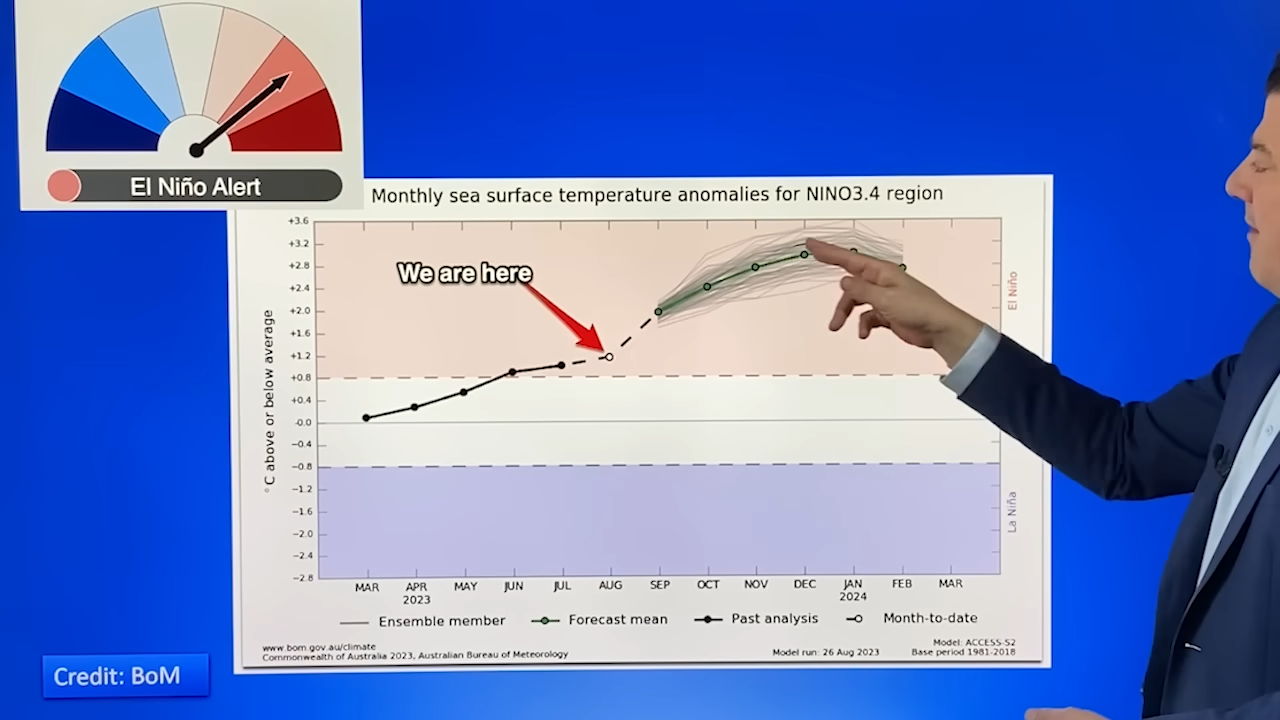 El Niño Alert
Monthly sea surface temperature anomalies for NINO3.4 region
°C above or below average
+3.6
+3.2
+2.8
+2.4
+2.0
+1.6
+1.2
+0.8
+0.4
-0.0
−0.4
−0.8
−1.2
−1.6
−2.0
−2.4
−2.8
We are here
El Niño
La Niña
MAR APR MAY JUN JUL AUG SEP OCT NOV DEC JAN FEB MAR
2023 2024
Ensemble member Forecast mean Past analysis Month-to-date
www.bom.gov.au/climate
Commonwealth of Australia 2023, Australian Bureau of Meteorology
Model: ACCESS-S2
Model run: 26 Aug 2023 Base period 1981-2018
Credit: BoM